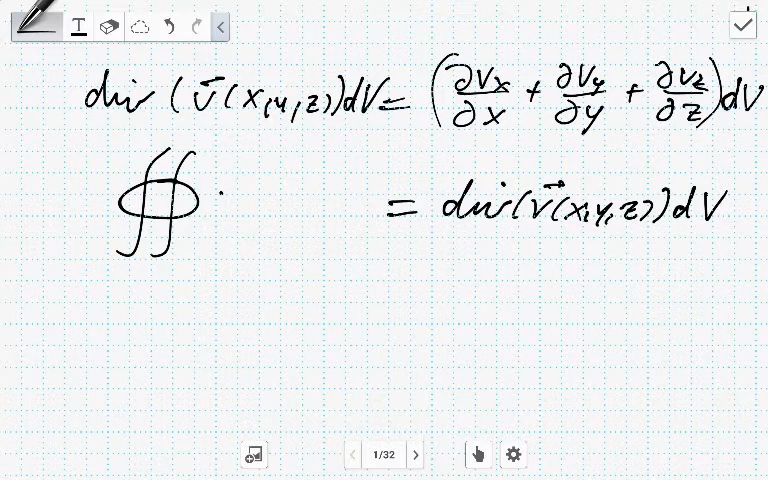 T
div (v⃗(x,y,z))dV = (∂Vx/∂x + ∂Vy/∂y + ∂Vz/∂z)dV
∯ · = div(v⃗(x,y,z))dV
1/32